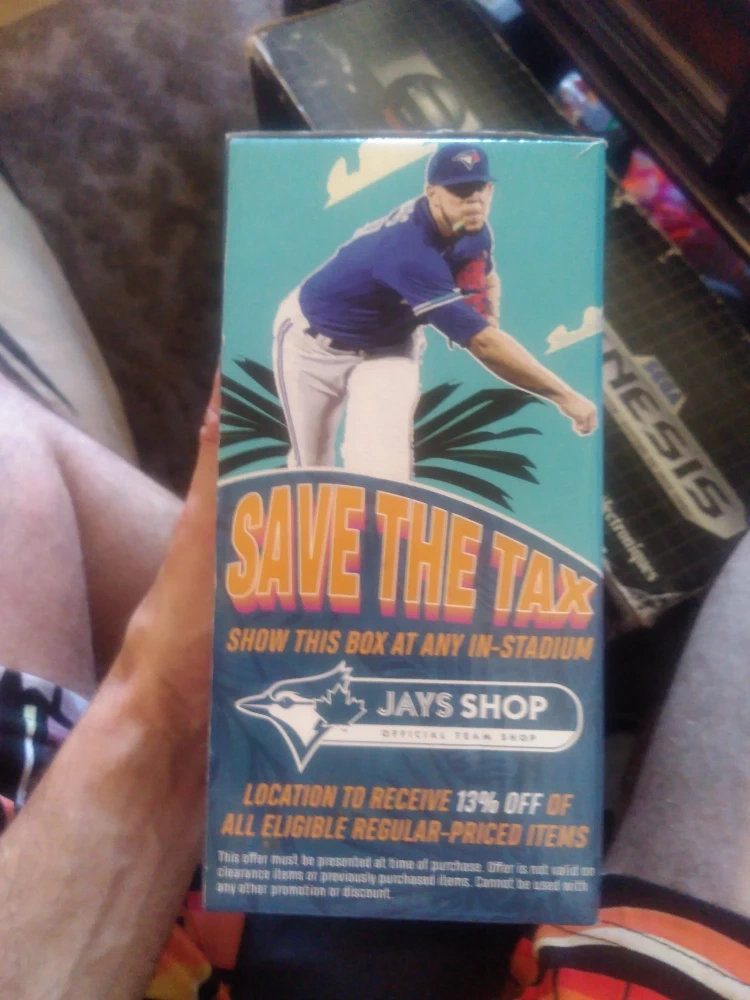 SAVE THE TAX
SHOW THIS BOX AT ANY IN-STADIUM
JAYS SHOP
OFFICIAL TEAM SHOP
LOCATION TO RECEIVE 13% OFF OF
ALL ELIGIBLE REGULAR-PRICED ITEMS
This offer must be presented at time of purchase. Offer is not valid on
clearance items or previously purchased items. Cannot be used with
any other promotion or discount.
SEGA
NESIS